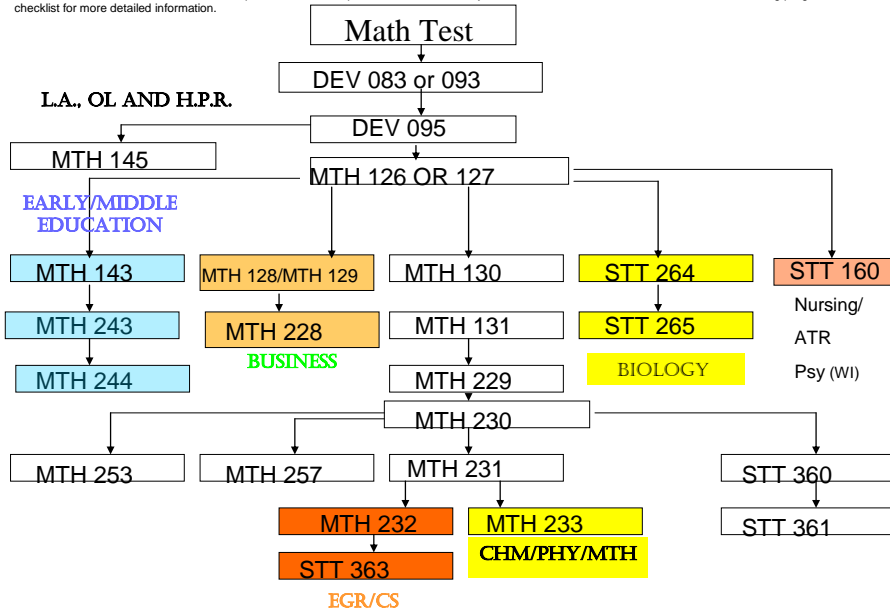 checklist for more detailed information.
Math Test
DEV 083 or 093
L.A., OL AND H.P.R.
DEV 095
MTH 145
MTH 126 OR 127
EARLY/MIDDLE
EDUCATION
MTH 143
MTH 128/MTH 129
MTH 130
STT 264
STT 160
MTH 243
MTH 228
MTH 131
STT 265
Nursing/
ATR
Psy (WI)
BUSINESS
MTH 244
MTH 229
BIOLOGY
MTH 230
MTH 253
MTH 257
MTH 231
STT 360
MTH 232
MTH 233
STT 361
CHM/PHY/MTH
STT 363
EGR/CS